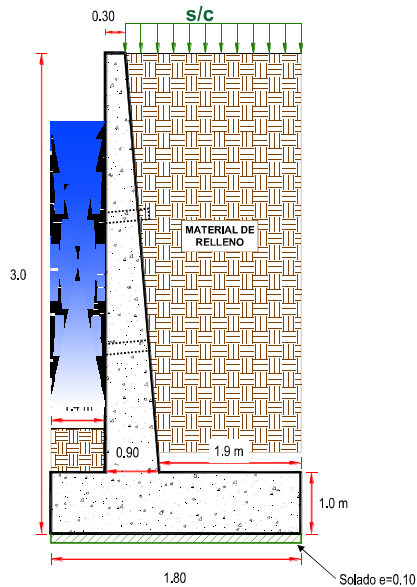 s/c
0.30
MATERIAL DE
RELLENO
3.0
0.90
1.9 m
1.0 m
1.80
Solado e=0.10